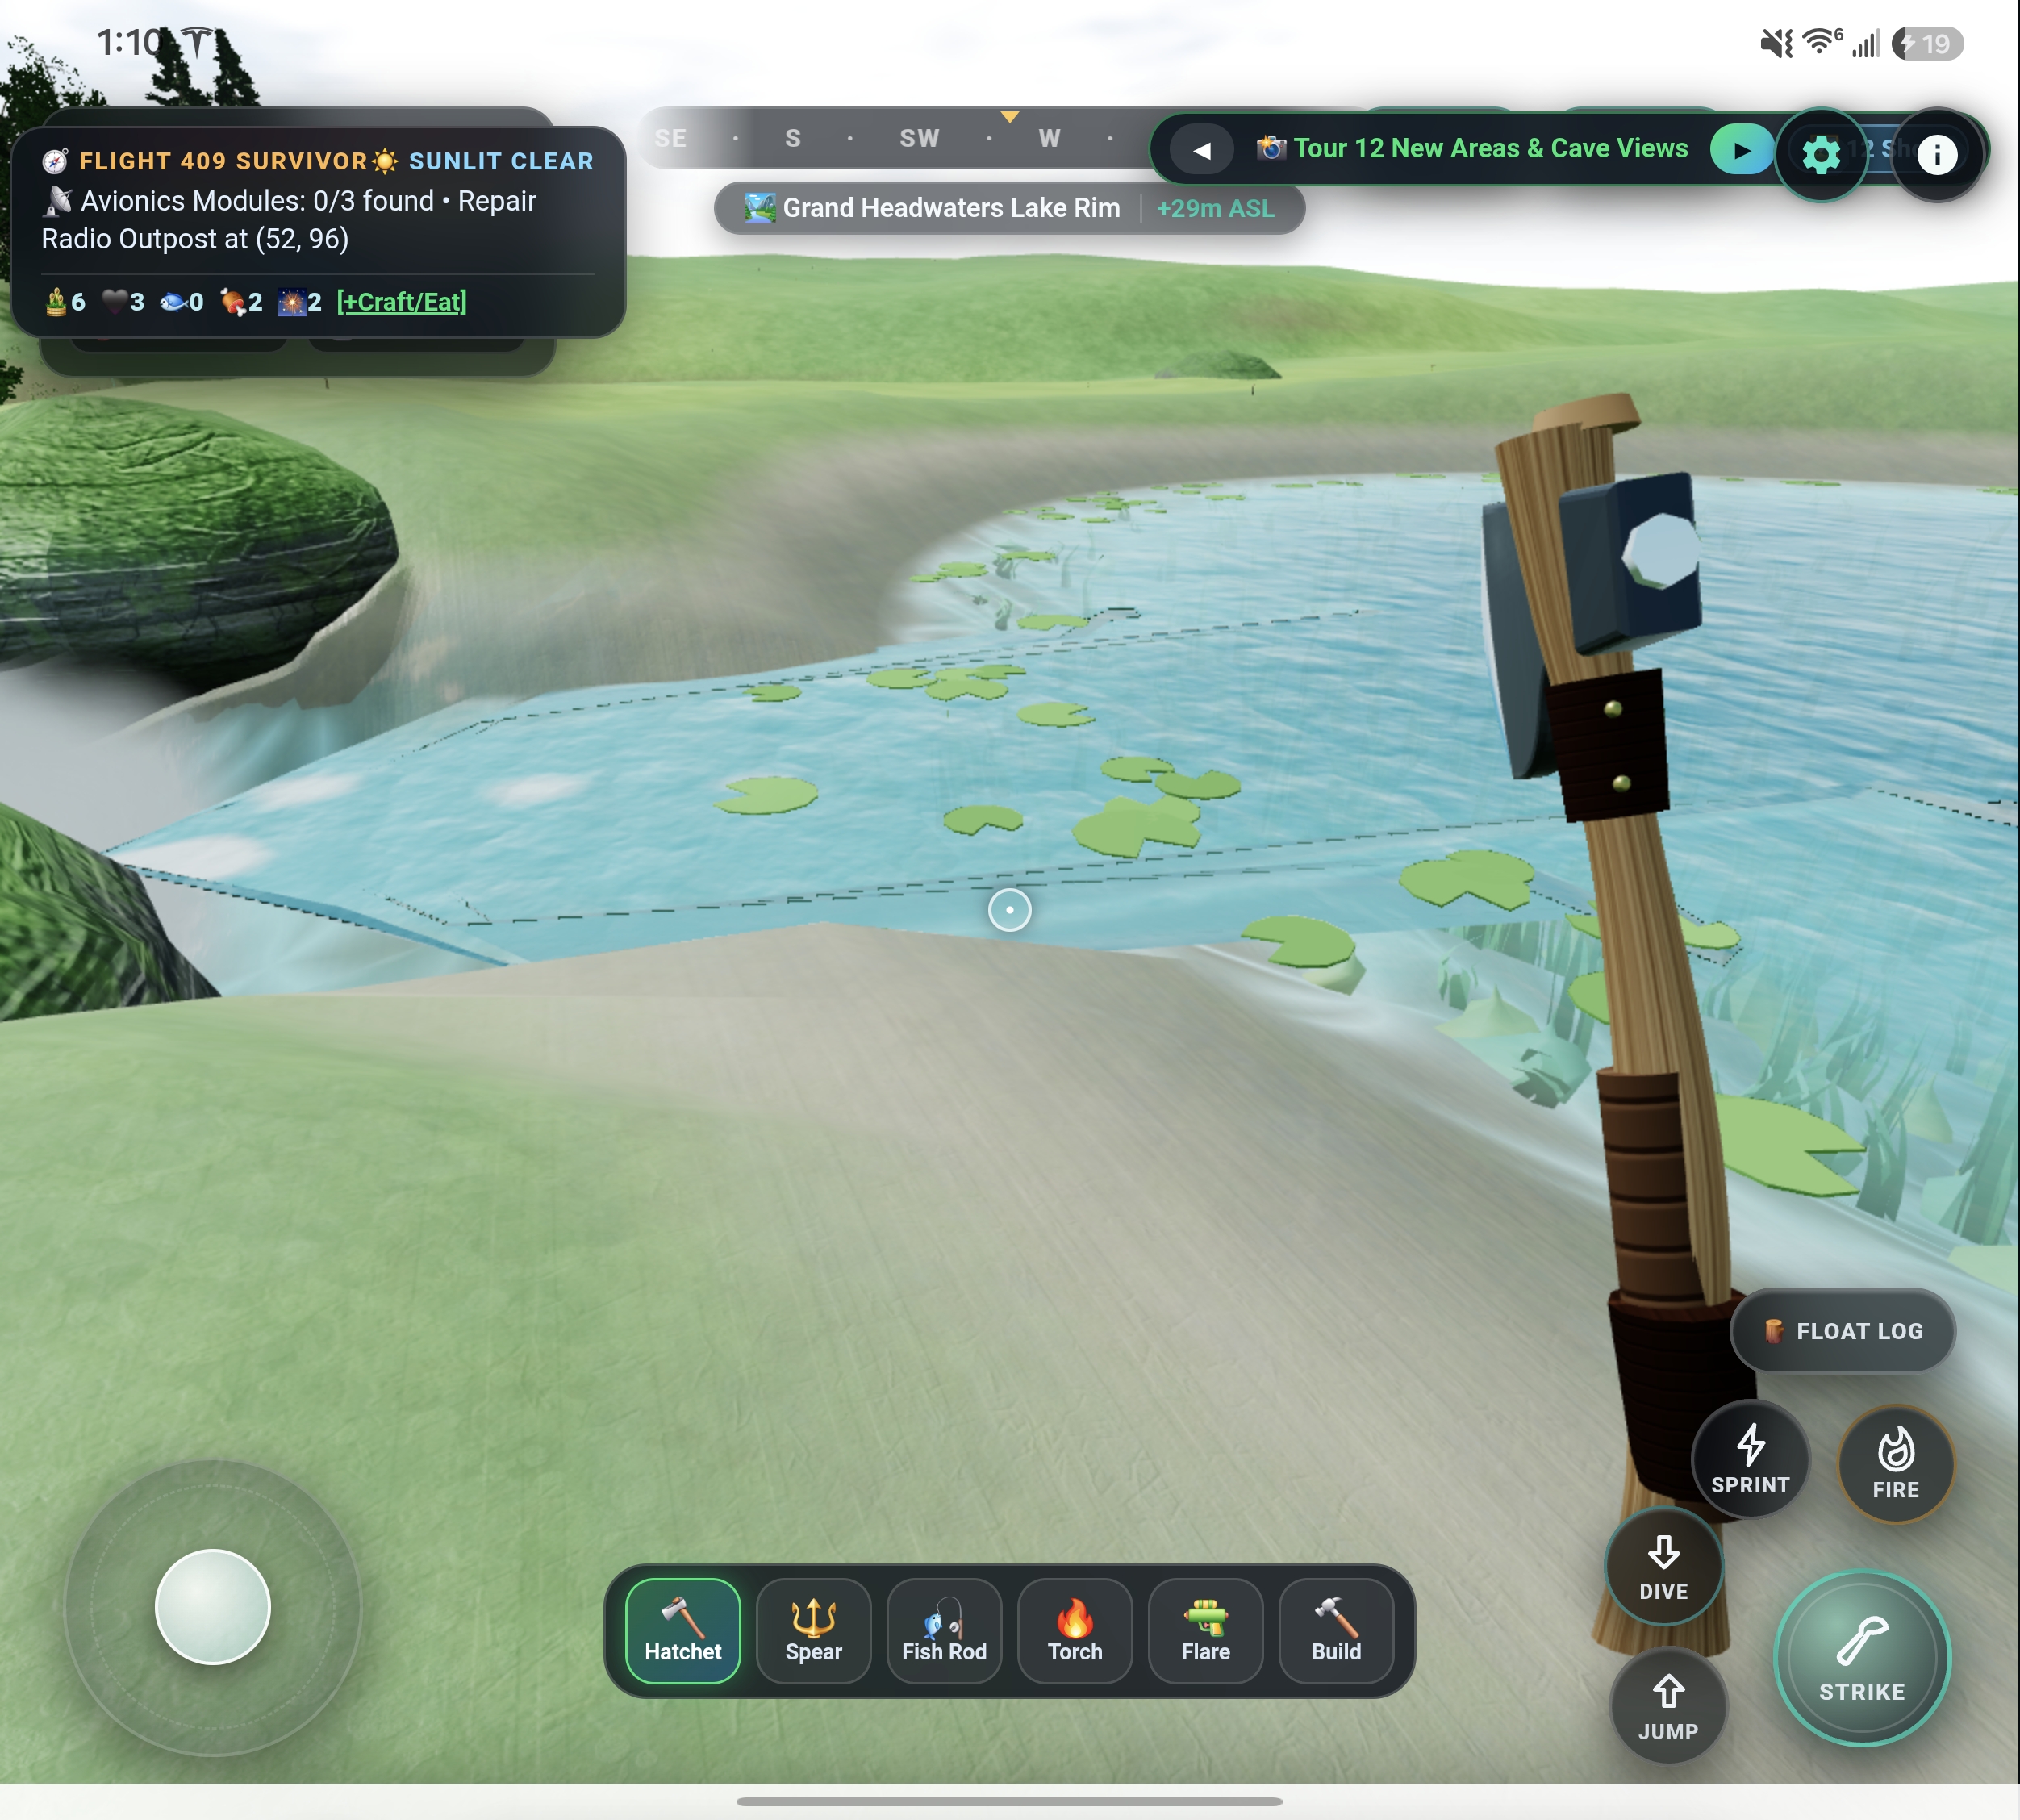 1:10
6
19
FLIGHT 409 SURVIVOR SUNLIT CLEAR
Avionics Modules: 0/3 found • Repair
Radio Outpost at (52, 96)
6 3 0 2 2 [+Craft/Eat]
SE · S · SW · W ·
Grand Headwaters Lake Rim | +29m ASL
◀ Tour 12 New Areas & Cave Views ▶
12
FLOAT LOG
SPRINT
FIRE
DIVE
STRIKE
JUMP
Hatchet
Spear
Fish Rod
Torch
Flare
Build